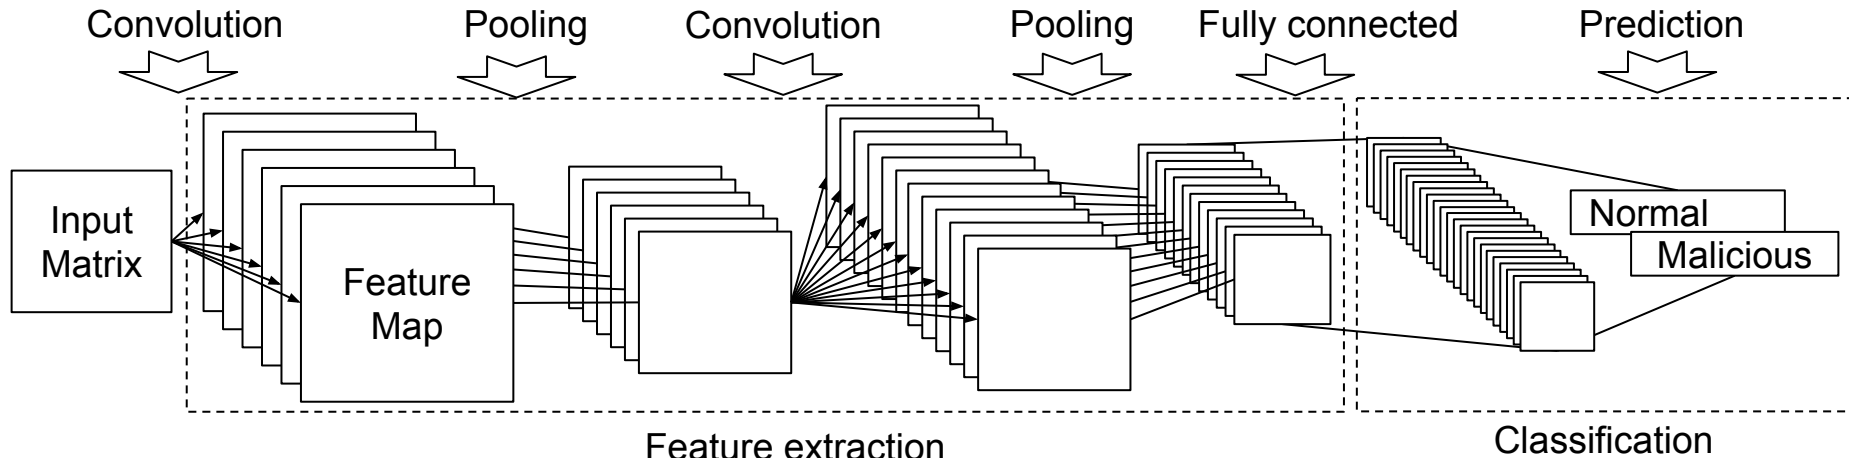 Convolution
Pooling
Convolution
Pooling
Fully connected
Prediction
Input
Matrix
Feature
Map
Normal
Malicious
Feature extraction
Classification